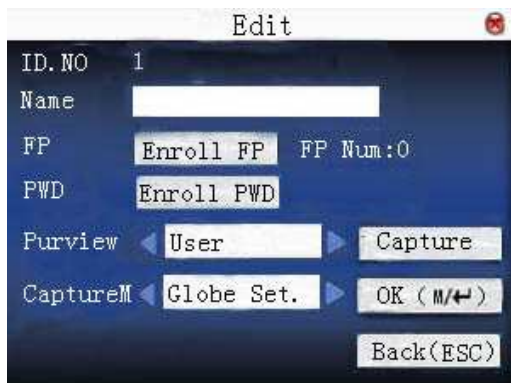 Edit
ID.NO 1
Name
FP Enroll FP FP Num:0
PWD Enroll PWD
Purview User Capture
CaptureM Globe Set. OK (M/↵)
Back(ESC)